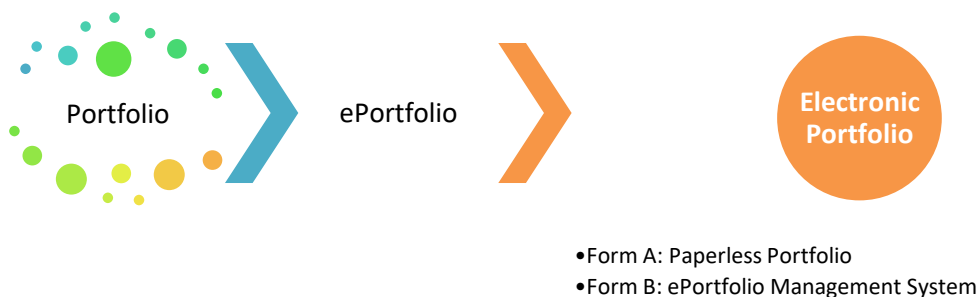 Portfolio
ePortfolio
Electronic
Portfolio
•Form A: Paperless Portfolio
•Form B: ePortfolio Management System